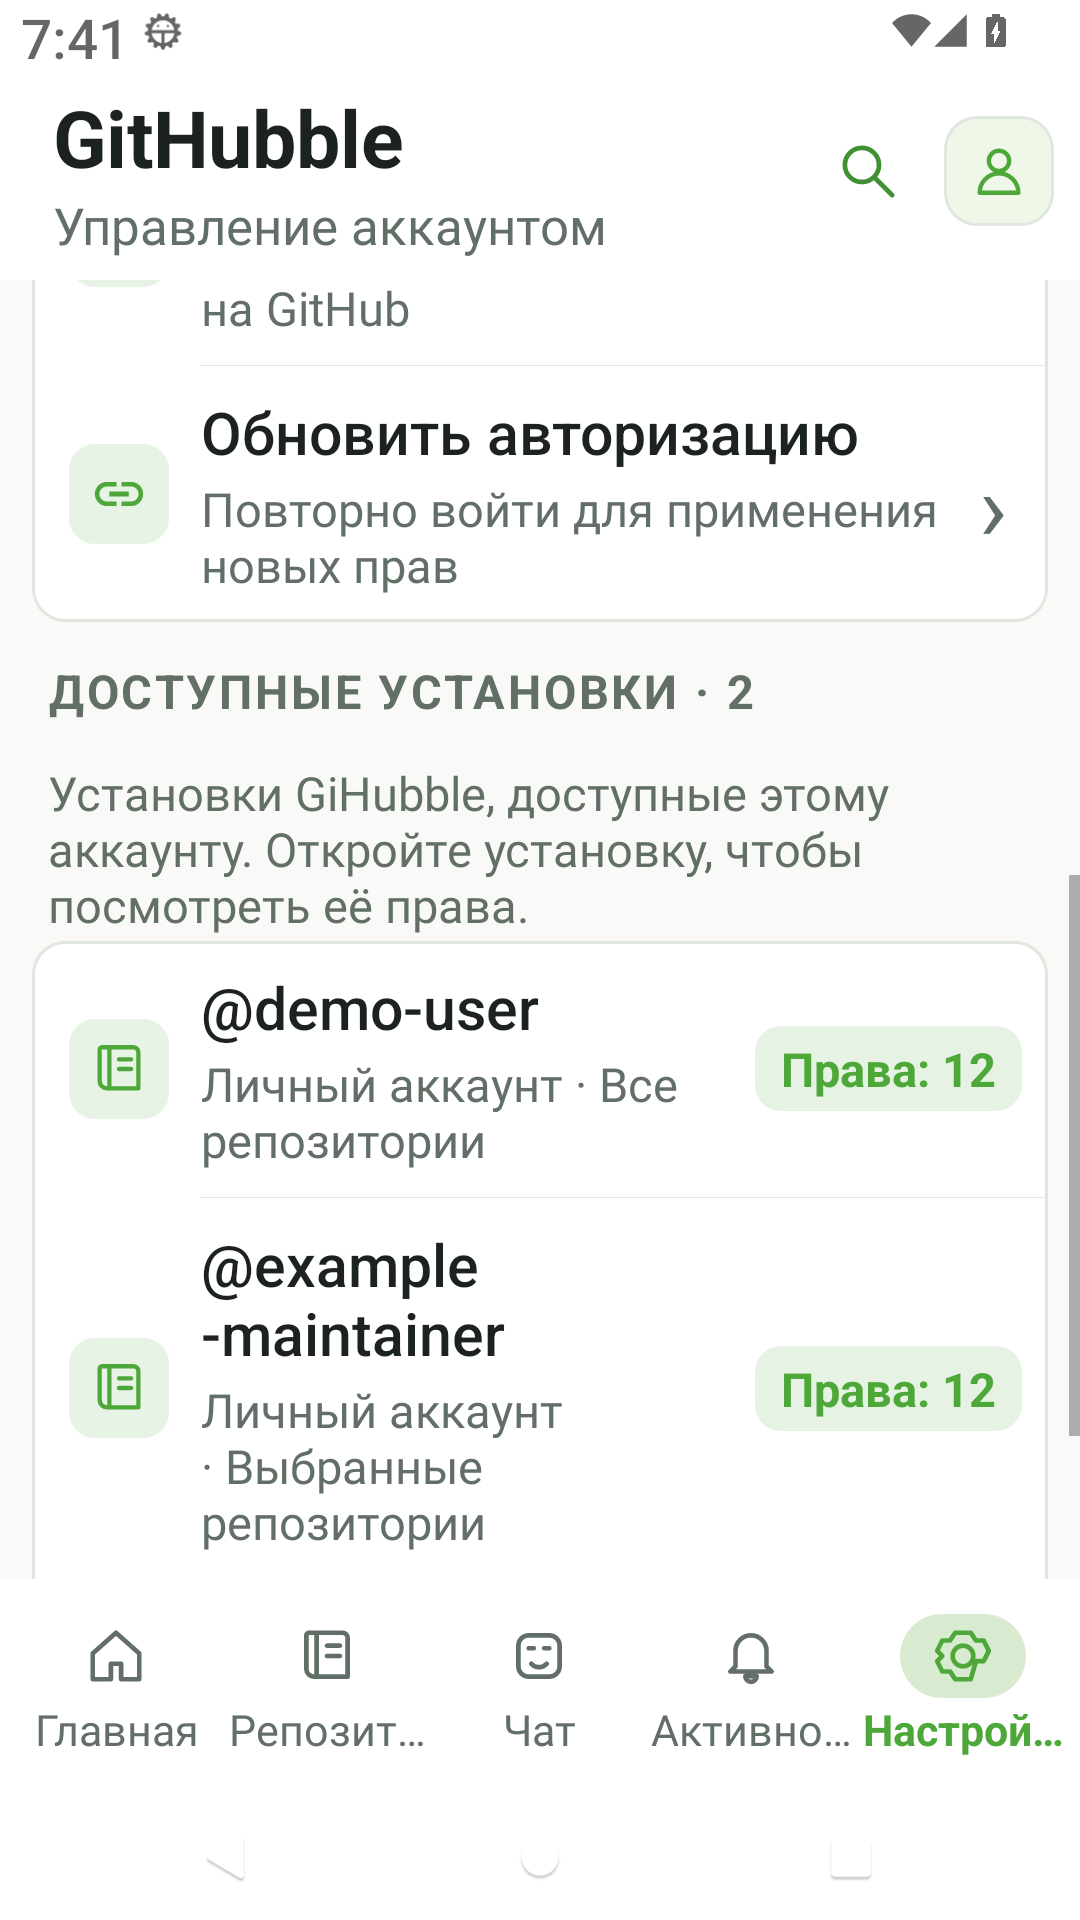 7:41
GitHubble
Управление аккаунтом
на GitHub
Обновить авторизацию
Повторно войти для применения
новых прав
ДОСТУПНЫЕ УСТАНОВКИ · 2
Установки GiHubble, доступные этому
аккаунту. Откройте установку, чтобы
посмотреть её права.
@demo-user
Личный аккаунт · Все
репозитории
Права: 12
@example
-maintainer
Личный аккаунт
· Выбранные
репозитории
Права: 12
Главная
Репозит...
Чат
Активно...
Настрой...